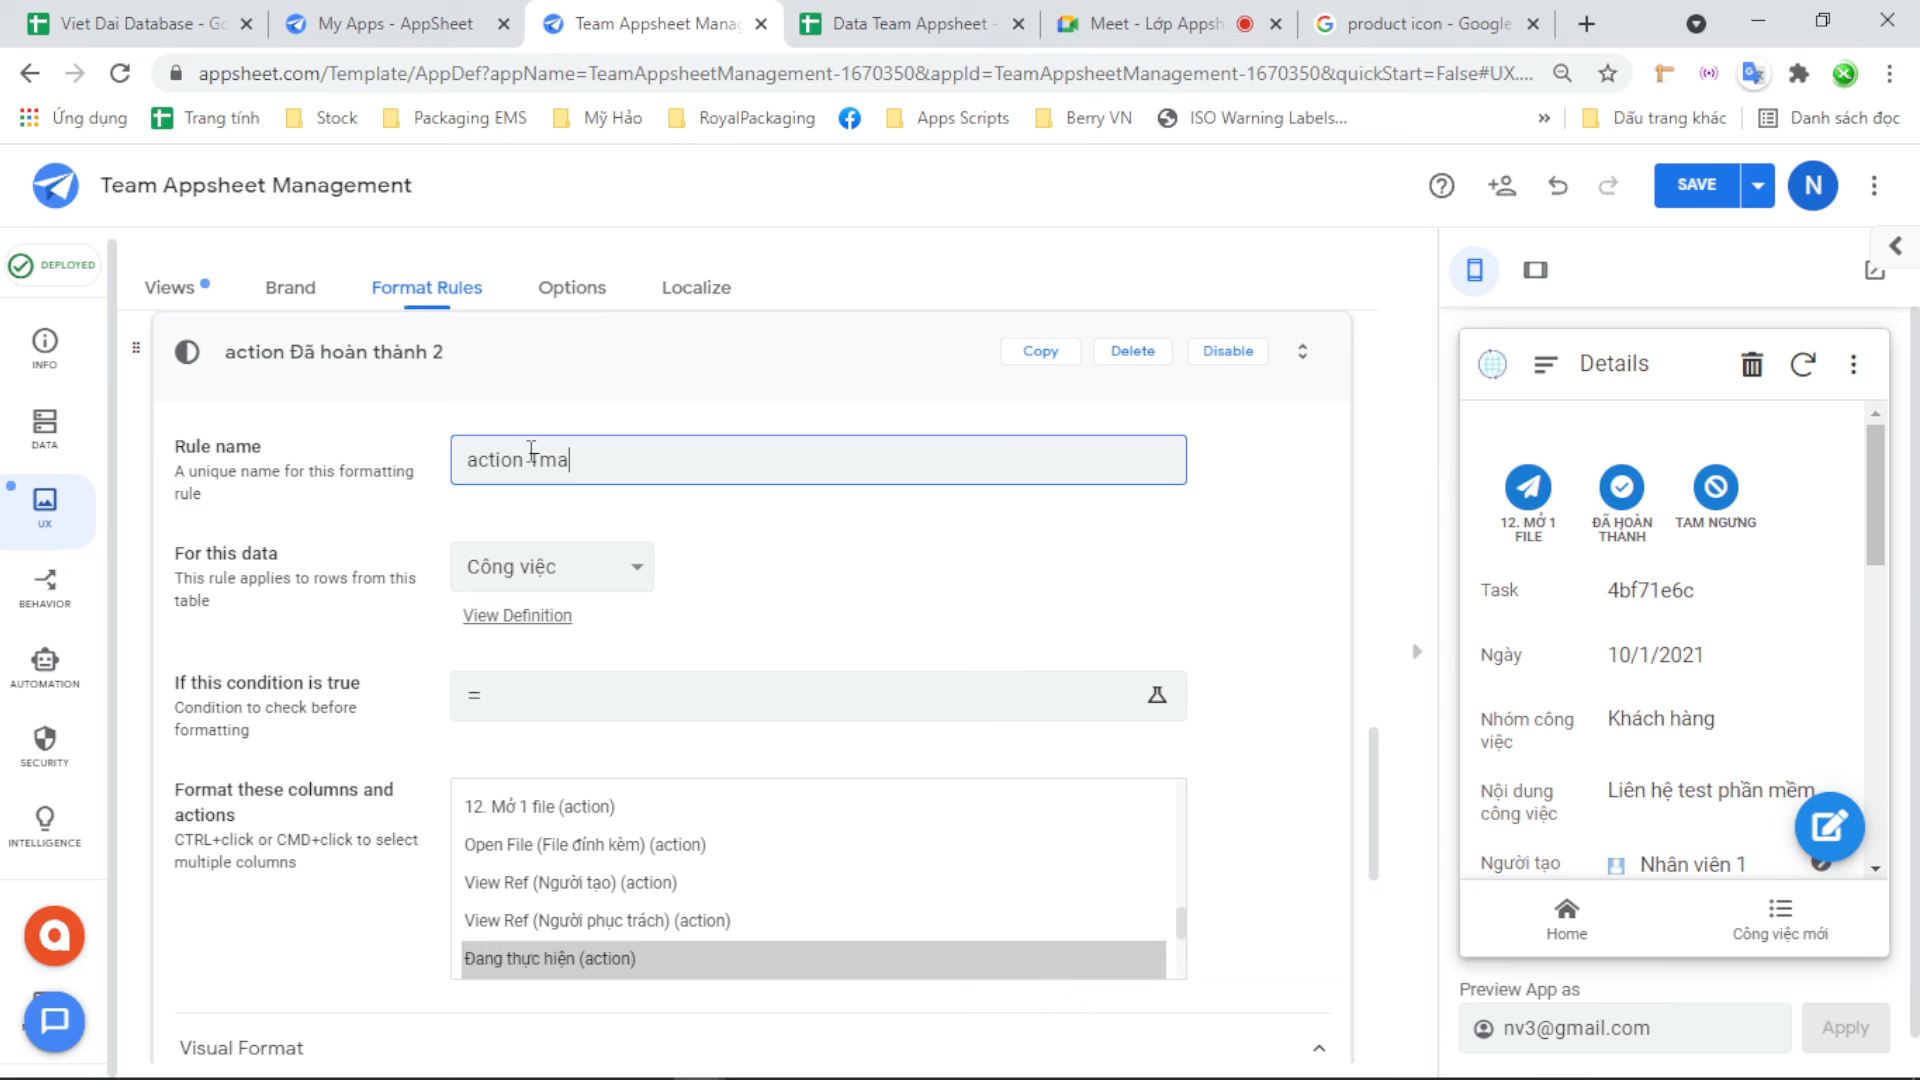 Viet Dai Database - Go
My Apps - AppSheet
Team Appsheet Manag
Data Team Appsheet -
Meet - Lớp Appsh
product icon - Google
appsheet.com/Template/AppDef?appName=TeamAppsheetManagement-1670350&appId=TeamAppsheetManagement-1670350&quickStart=False#UX....
Ứng dụng
Trang tính
Stock
Packaging EMS
Mỹ Hảo
RoyalPackaging
Apps Scripts
Berry VN
ISO Warning Labels...
»
Dấu trang khác
Danh sách đọc
Team Appsheet Management
SAVE
N
DEPLOYED
INFO
DATA
UX
BEHAVIOR
AUTOMATION
SECURITY
INTELLIGENCE
Views
Brand
Format Rules
Options
Localize
action Đã hoàn thành 2
Copy
Delete
Disable
Rule name
A unique name for this formatting
rule
action Tma
For this data
This rule applies to rows from this
table
Công việc
View Definition
If this condition is true
Condition to check before
formatting
=
Format these columns and
actions
CTRL+click or CMD+click to select
multiple columns
12. Mở 1 file (action)
Open File (File đính kèm) (action)
View Ref (Người tạo) (action)
View Ref (Người phục trách) (action)
Đang thực hiện (action)
Visual Format
Details
12. MỞ 1
FILE
ĐÃ HOÀN
THÀNH
TAM NGƯNG
Task
4bf71e6c
Ngày
10/1/2021
Nhóm công
việc
Khách hàng
Nội dung
công việc
Liên hệ test phần mềm
Người tạo
Nhân viên 1
Home
Công việc mới
Preview App as
nv3@gmail.com
Apply